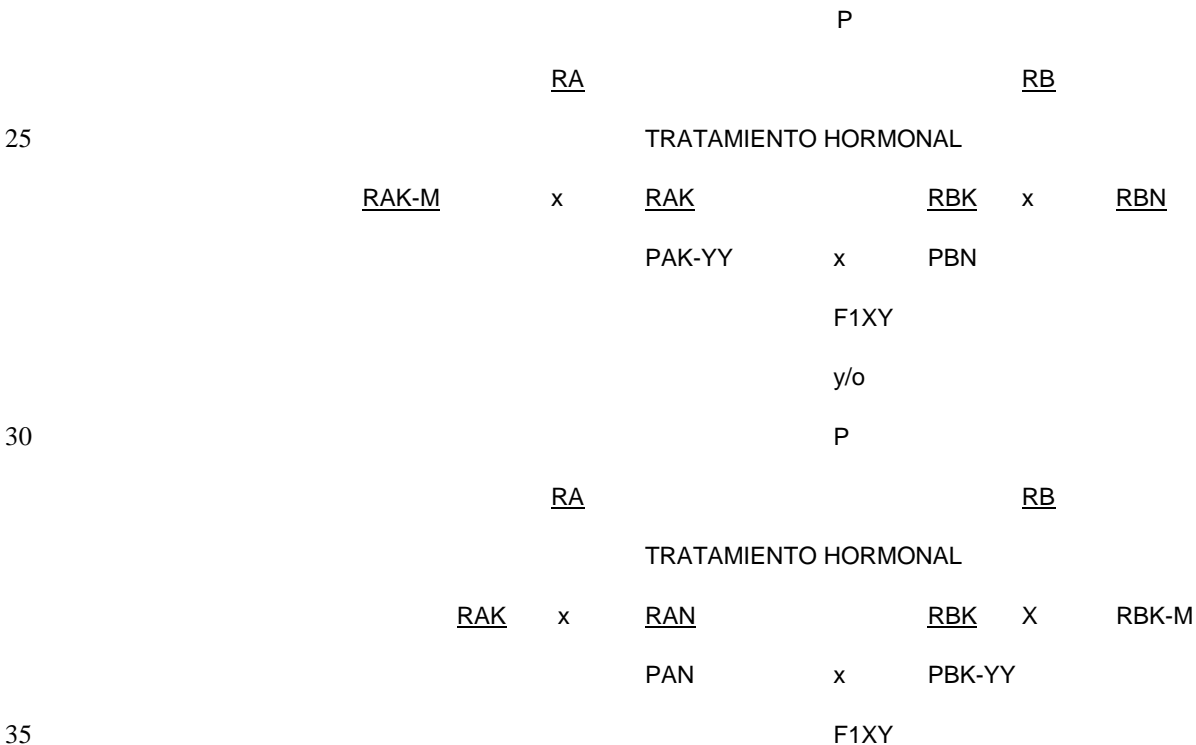 P
RA RB
25 TRATAMIENTO HORMONAL
RAK-M x RAK RBK x RBN
PAK-YY x PBN
F1XY
y/o
30 P
RA RB
TRATAMIENTO HORMONAL
RAK x RAN RBK X RBK-M
PAN x PBK-YY
35 F1XY